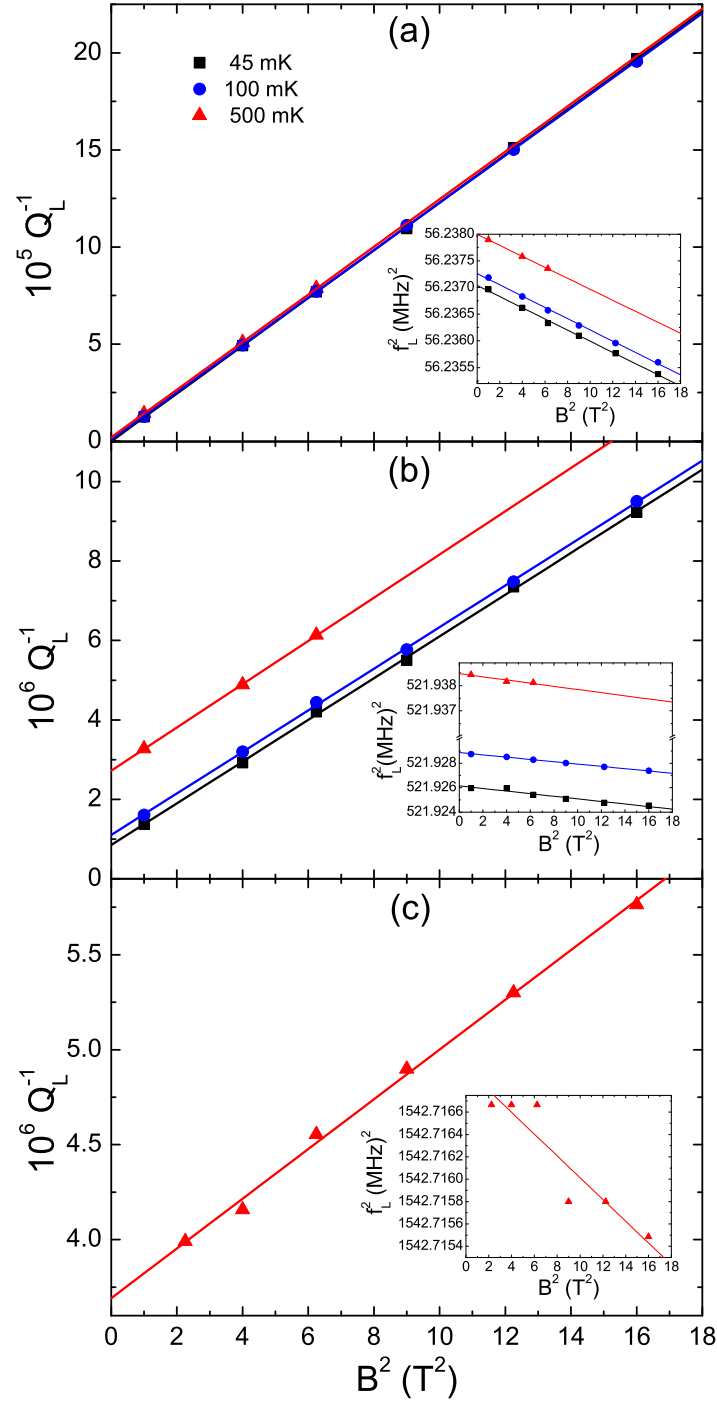 (a)
45 mK
100 mK
500 mK
20
15
10
5
0
10^5 Q_L^-1
56.2380
56.2375
56.2370
56.2365
56.2360
56.2355
f_L^2 (MHz)^2
0 2 4 6 8 10 12 14 16 18
B^2 (T^2)
(b)
10
8
6
4
2
0
10^6 Q_L^-1
521.938
521.937
521.928
521.926
521.924
f_L^2(MHz)^2
0 2 4 6 8 10 12 14 16 18
B^2 (T^2)
(c)
5.5
5.0
4.5
4.0
10^6 Q_L^-1
1542.7166
1542.7164
1542.7162
1542.7160
1542.7158
1542.7156
1542.7154
f_L^2 (MHz)^2
0 2 4 6 8 10 12 14 16 18
B^2 (T^2)
0 2 4 6 8 10 12 14 16 18
B^2 (T^2)